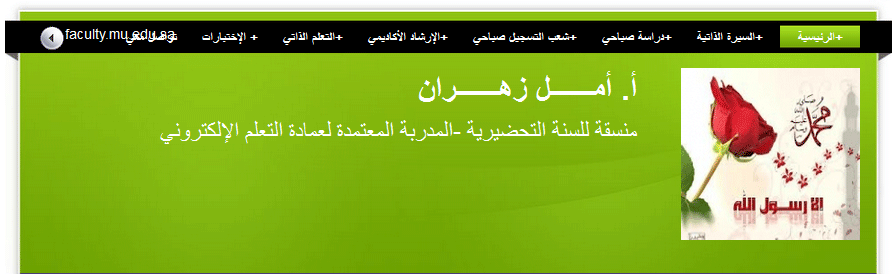 +الرئيسية
+السيرة الذاتية
+دراسة صباحي
+شعب التسجيل صباحي
+الإرشاد الأكاديمي
+التعلم الذاتي
+ الإختبارات
faculty.mu.edu.sa
أ. أمـــــل زهـــــران
منسقة للسنة التحضيرية -المدربة المعتمدة لعمادة التعلم الإلكتروني
محمد
إلا رسول الله